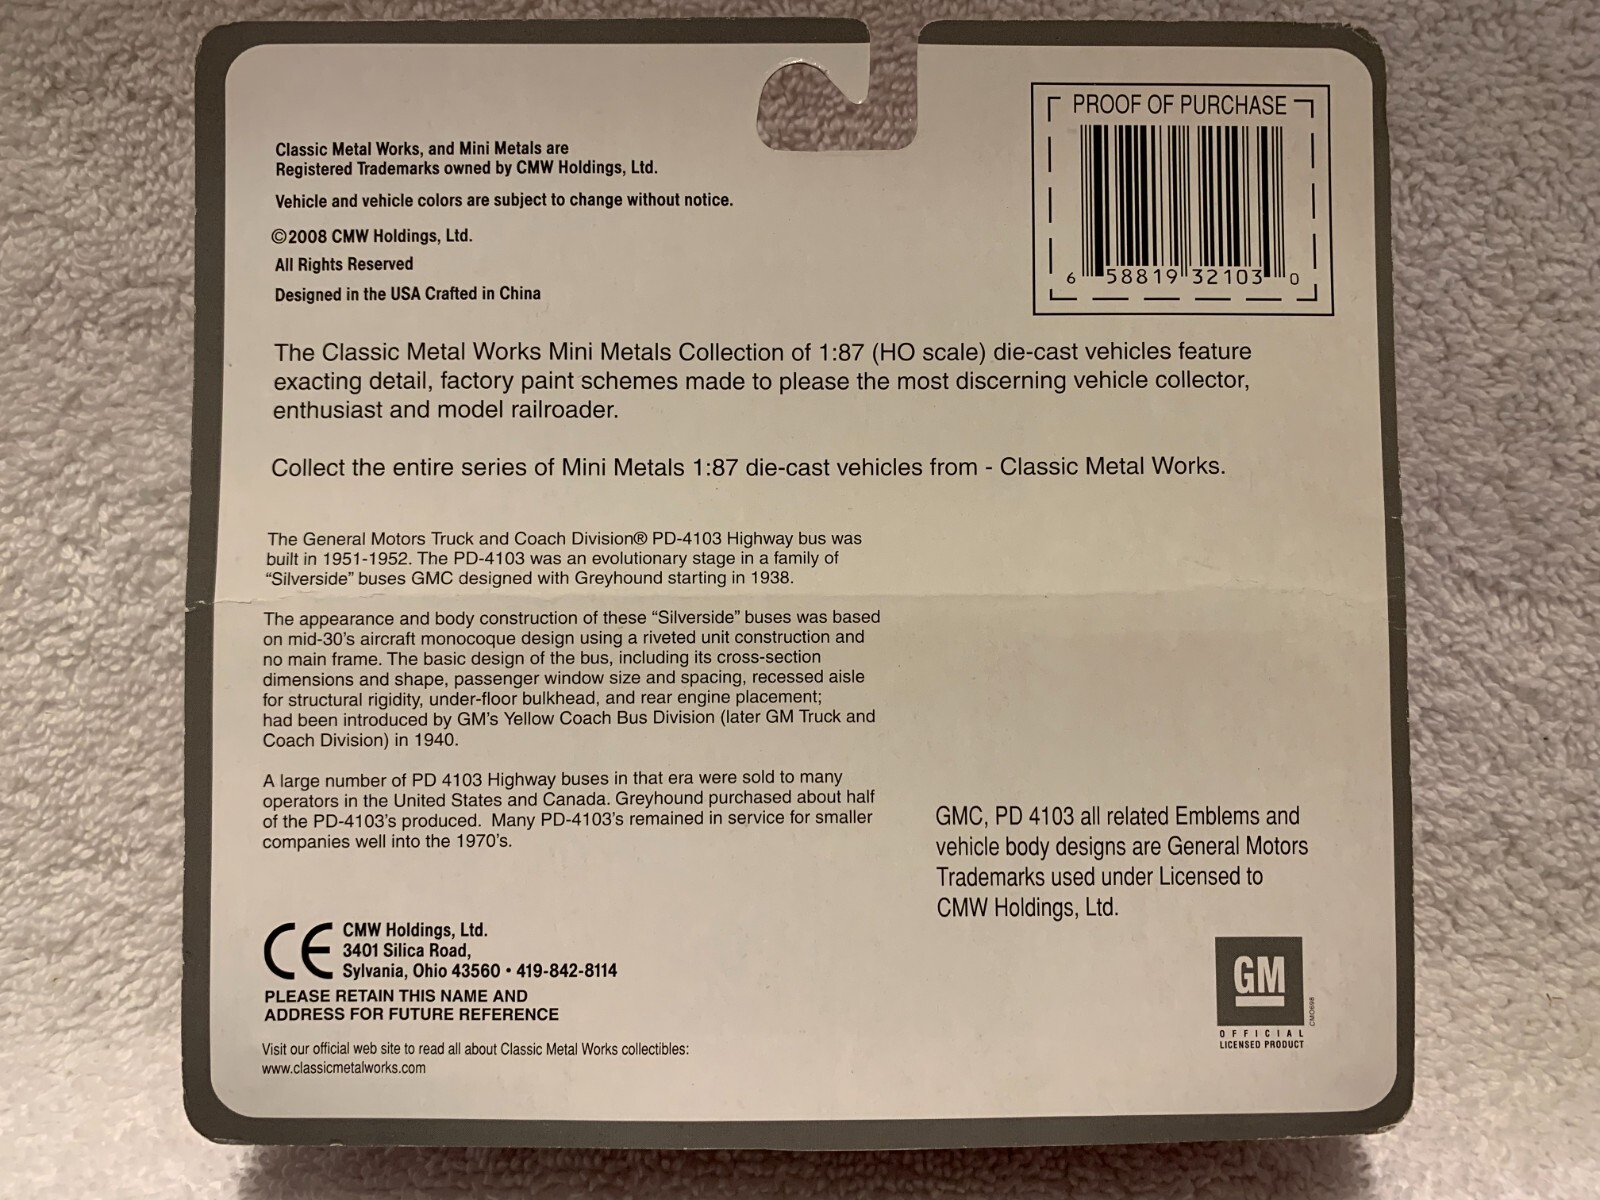 Classic Metal Works, and Mini Metals are
Registered Trademarks owned by CMW Holdings, Ltd.
Vehicle and vehicle colors are subject to change without notice.
©2008 CMW Holdings, Ltd.
All Rights Reserved
Designed in the USA Crafted in China
PROOF OF PURCHASE
6 58819 32103 0
The Classic Metal Works Mini Metals Collection of 1:87 (HO scale) die-cast vehicles feature
exacting detail, factory paint schemes made to please the most discerning vehicle collector,
enthusiast and model railroader.
Collect the entire series of Mini Metals 1:87 die-cast vehicles from - Classic Metal Works.
The General Motors Truck and Coach Division® PD-4103 Highway bus was
built in 1951-1952. The PD-4103 was an evolutionary stage in a family of
“Silverside” buses GMC designed with Greyhound starting in 1938.
The appearance and body construction of these “Silverside” buses was based
on mid-30’s aircraft monocoque design using a riveted unit construction and
no main frame. The basic design of the bus, including its cross-section
dimensions and shape, passenger window size and spacing, recessed aisle
for structural rigidity, under-floor bulkhead, and rear engine placement;
had been introduced by GM’s Yellow Coach Bus Division (later GM Truck and
Coach Division) in 1940.
A large number of PD 4103 Highway buses in that era were sold to many
operators in the United States and Canada. Greyhound purchased about half
of the PD-4103’s produced. Many PD-4103’s remained in service for smaller
companies well into the 1970’s.
GMC, PD 4103 all related Emblems and
vehicle body designs are General Motors
Trademarks used under Licensed to
CMW Holdings, Ltd.
CE
CMW Holdings, Ltd.
3401 Silica Road,
Sylvania, Ohio 43560 • 419-842-8114
PLEASE RETAIN THIS NAME AND
ADDRESS FOR FUTURE REFERENCE
Visit our official web site to read all about Classic Metal Works collectibles:
www.classicmetalworks.com
GM
OFFICIAL
LICENSED PRODUCT